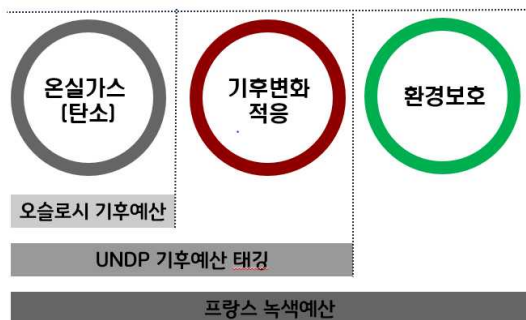 온실가스
(탄소)
기후변화
적응
환경보호
오슬로시 기후예산
UNDP 기후예산 태깅
프랑스 녹색예산